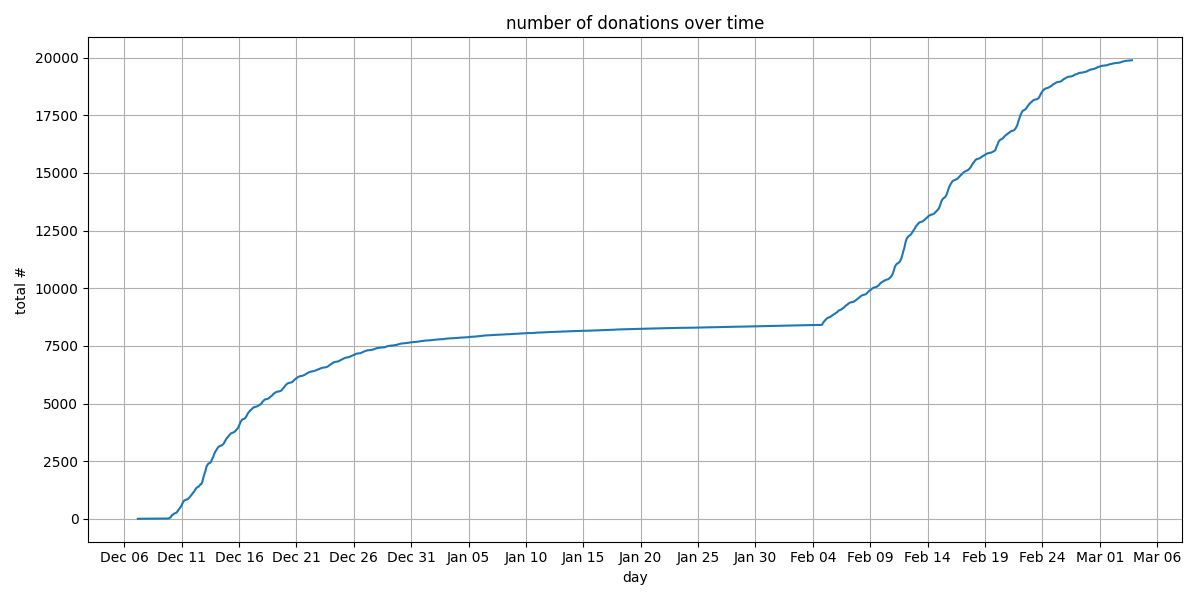 number of donations over time
total #
20000
17500
15000
12500
10000
7500
5000
2500
0
Dec 06 Dec 11 Dec 16 Dec 21 Dec 26 Dec 31 Jan 05 Jan 10 Jan 15 Jan 20 Jan 25 Jan 30 Feb 04 Feb 09 Feb 14 Feb 19 Feb 24 Mar 01 Mar 06
day